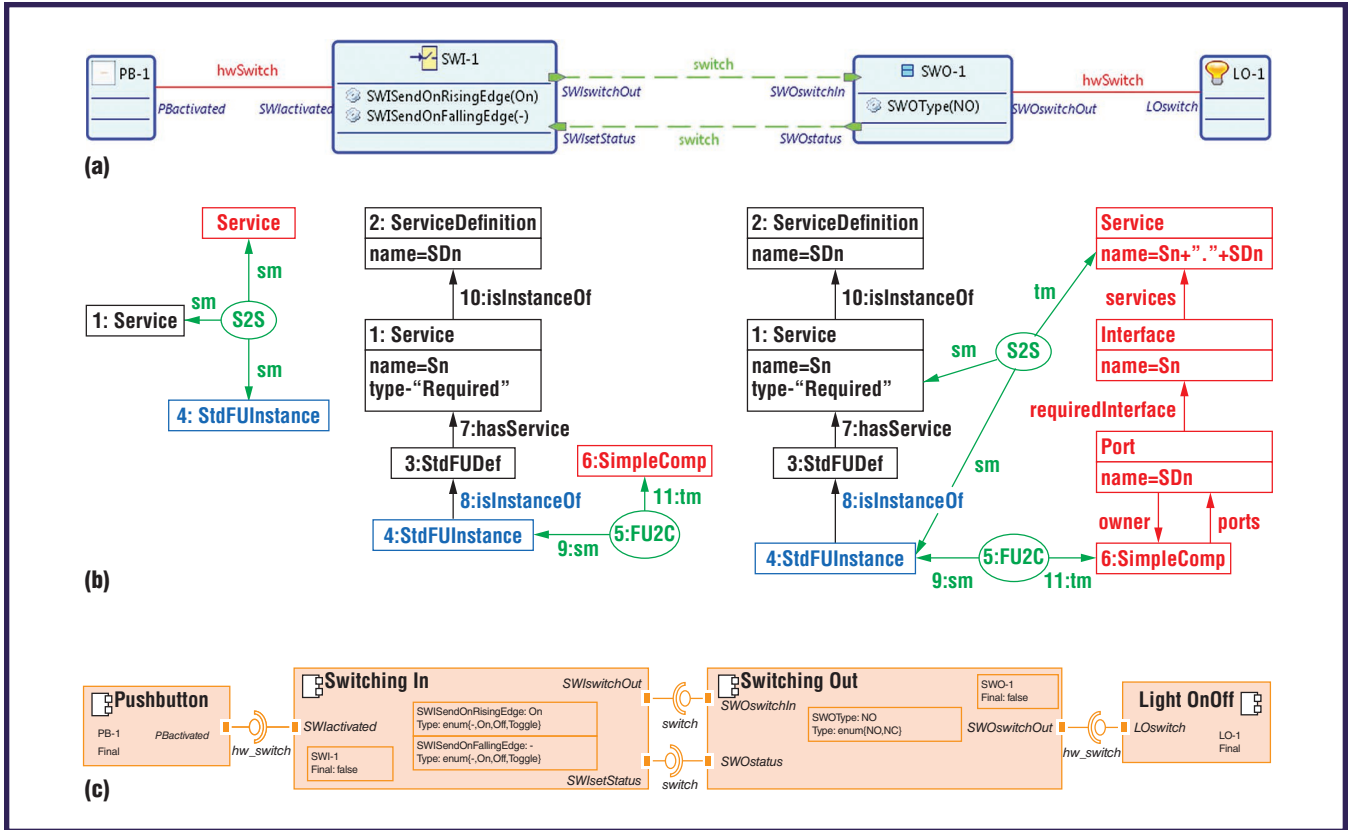 PB-1
hwSwitch
PBactivated
SWIactivated
SWI-1
SWISendOnRisingEdge(On)
SWISendOnFallingEdge(-)
switch
SWIswitchOut
SWOswitchIn
SWIsetStatus
switch
SWOstatus
SWO-1
SWOType(NO)
hwSwitch
SWOswitchOut
LOswitch
LO-1
(a)
Service
sm
sm
S2S
1: Service
sm
4: StdFUInstance
2: ServiceDefinition
name=SDn
10:isInstanceOf
1: Service
name=Sn
type-“Required”
7:hasService
3:StdFUDef
6:SimpleComp
8:isInstanceOf
11:tm
4:StdFUInstance
9:sm
5:FU2C
2: ServiceDefinition
name=SDn
10:isInstanceOf
1: Service
name=Sn
type-“Required”
7:hasService
3:StdFUDef
8:isInstanceOf
4:StdFUInstance
tm
S2S
sm
sm
9:sm
5:FU2C
11:tm
Service
name=Sn+”.”+SDn
services
Interface
name=Sn
requiredInterface
Port
name=SDn
owner
ports
6:SimpleComp
(b)
Pushbutton
PB-1
Final
PBactivated
hw_switch
Switching In
SWIswitchOut
SWIactivated
SWISendOnRisingEdge: On
Type: enum{-,On,Off,Toggle}
SWISendOnFallingEdge: -
Type: enum{-,On,Off,Toggle}
SWI-1
Final: false
SWIsetStatus
switch
switch
Switching Out
SWOswitchIn
SWO-1
Final: false
SWOType: NO
Type: enum{NO,NC}
SWOswitchOut
SWOstatus
hw_switch
Light OnOff
LOswitch
LO-1
Final
(c)